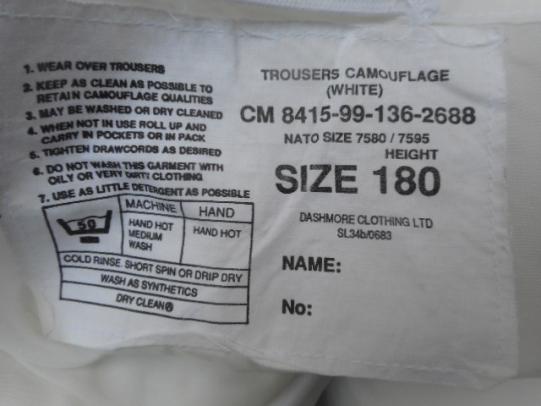 1. WEAR OVER TROUSERS
2. KEEP AS CLEAN AS POSSIBLE TO
RETAIN CAMOUFLAGE QUALITIES
3. MAY BE WASHED OR DRY CLEANED
4. WHEN NOT IN USE ROLL UP AND
CARRY IN POCKETS OR IN PACK
5. TIGHTEN DRAWCORDS AS DESIRED
6. DO NOT WASH THIS GARMENT WITH
OILY OR VERY DIRTY CLOTHING
7. USE AS LITTLE DETERGENT AS POSSIBLE
50
MACHINE HAND
HAND HOT
MEDIUM
WASH
HAND HOT
COLD RINSE. SHORT SPIN OR DRIP DRY
WASH AS SYNTHETICS
DRY CLEAN Ⓟ
TROUSERS CAMOUFLAGE
(WHITE)
CM 8415-99-136-2688
NATO SIZE 7580 / 7595
HEIGHT
SIZE 180
DASHMORE CLOTHING LTD
SL34b/0683
NAME:
No: